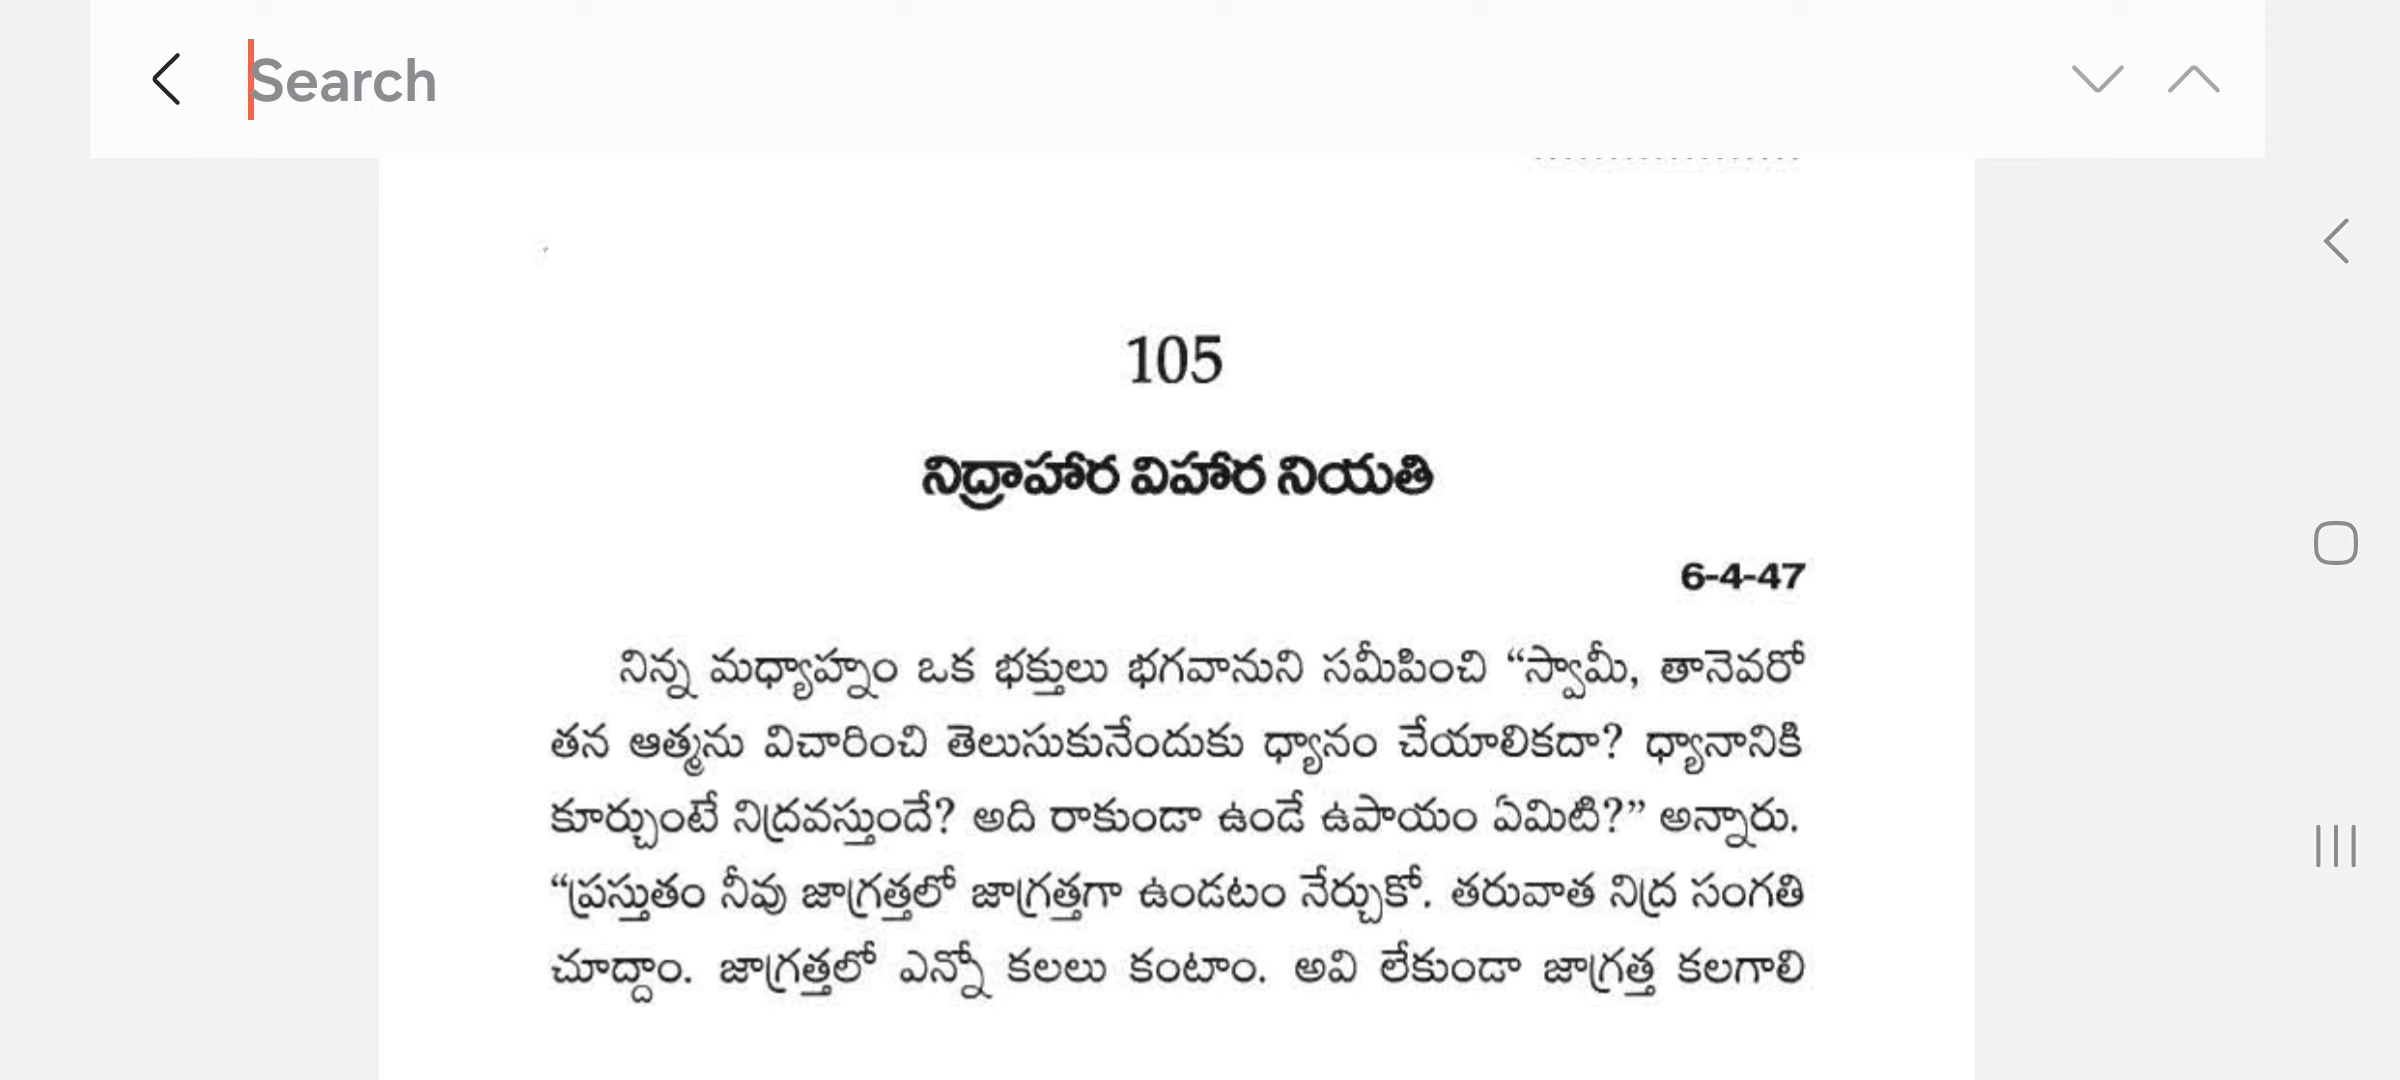 Search
105
నిద్రాహార విహార నియతి
6-4-47
నిన్న మధ్యాహ్నం ఒక భక్తులు భగవానుని సమీపించి “స్వామీ, తానెవరో
తన ఆత్మను విచారించి తెలుసుకునేందుకు ధ్యానం చేయాలికదా? ధ్యానానికి
కూర్చుంటే నిద్రవస్తుందే? అది రాకుండా ఉండే ఉపాయం ఏమిటి?” అన్నారు.
“ప్రస్తుతం నీవు జాగ్రత్తలో జాగ్రత్తగా ఉండటం నేర్చుకో. తరువాత నిద్ర సంగతి
చూద్దాం. జాగ్రత్తలో ఎన్నో కలలు కంటాం. అవి లేకుండా జాగ్రత్త కలగాలి